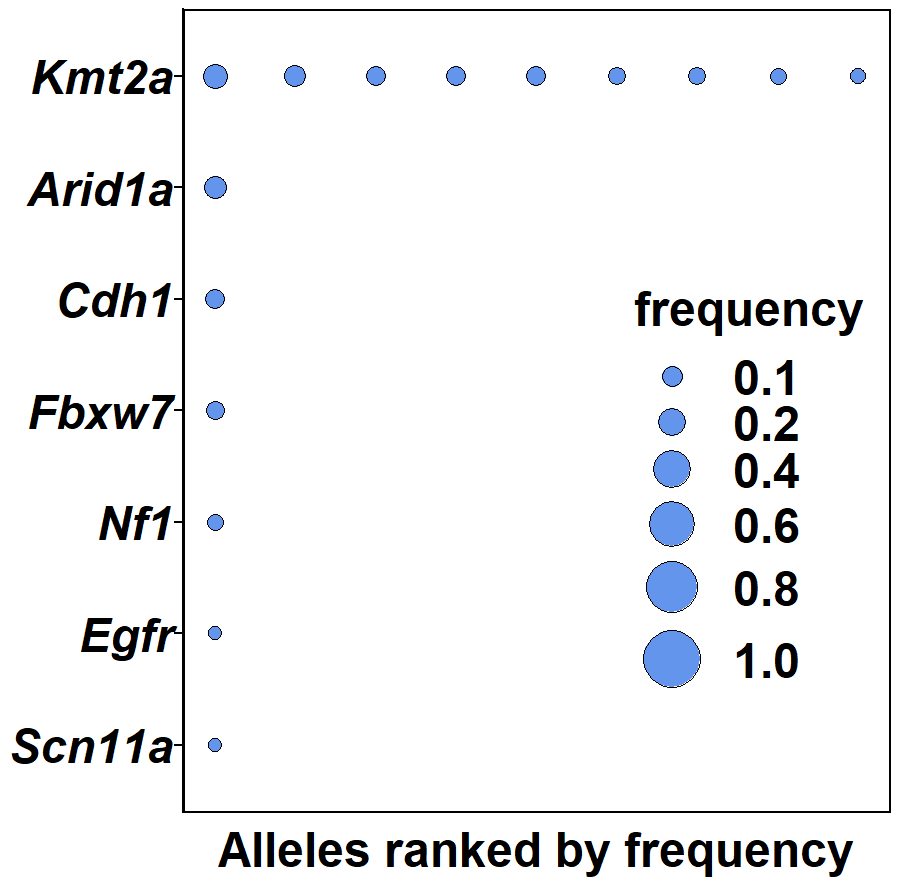 Kmt2a
Arid1a
Cdh1
Fbxw7
Nf1
Egfr
Scn11a
frequency
0.1
0.2
0.4
0.6
0.8
1.0
Alleles ranked by frequency